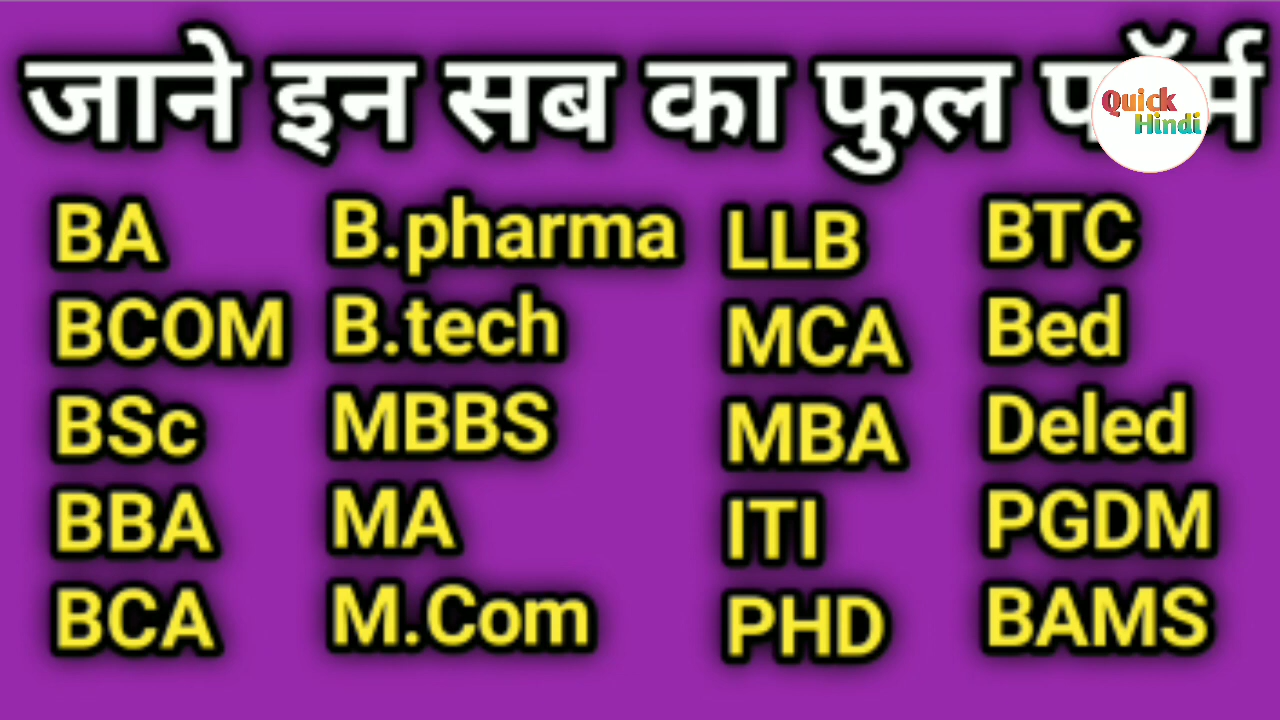 जाने इन सब का फुल फॉर्म
Quick
Hindi
BA
BCOM
BSc
BBA
BCA
B.pharma
B.tech
MBBS
MA
M.Com
LLB
MCA
MBA
ITI
PHD
BTC
Bed
Deled
PGDM
BAMS